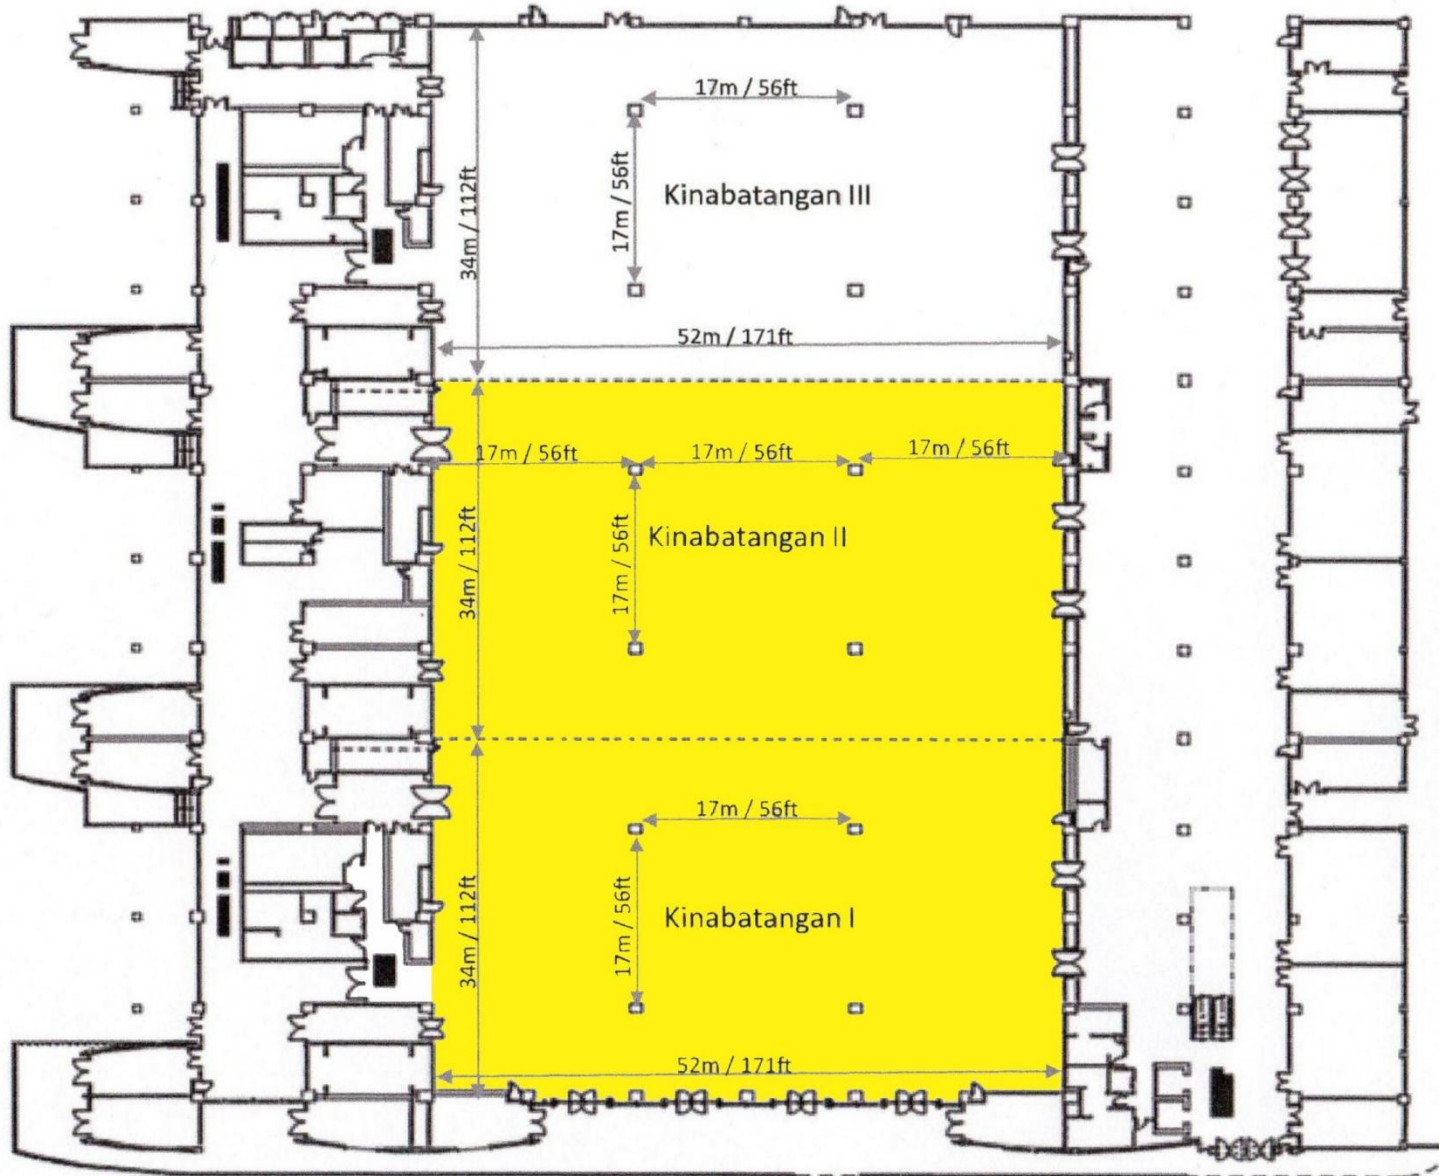 17m / 56ft
17m / 56ft
Kinabatangan III
34m / 112ft
52m / 171ft
17m / 56ft
17m / 56ft
17m / 56ft
Kinabatangan II
17m / 56ft
34m / 112ft
17m / 56ft
17m / 56ft
Kinabatangan I
34m / 112ft
52m / 171ft